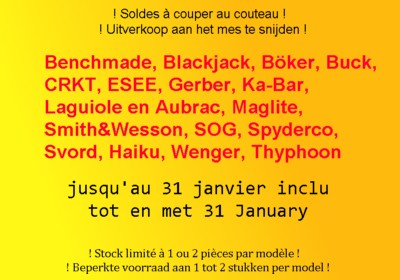 ! Soldes à couper au couteau !
! Uitverkoop aan het mes te snijden !
Benchmade, Blackjack, Böker, Buck,
CRKT, ESEE, Gerber, Ka-Bar,
Laguiole en Aubrac, Maglite,
Smith&Wesson, SOG, Spyderco,
Svord, Haiku, Wenger, Thyphoon
jusqu'au 31 janvier inclu
tot en met 31 January
! Stock limité à 1 ou 2 pièces par modèle !
! Beperkte voorraad aan 1 tot 2 stukken per model !